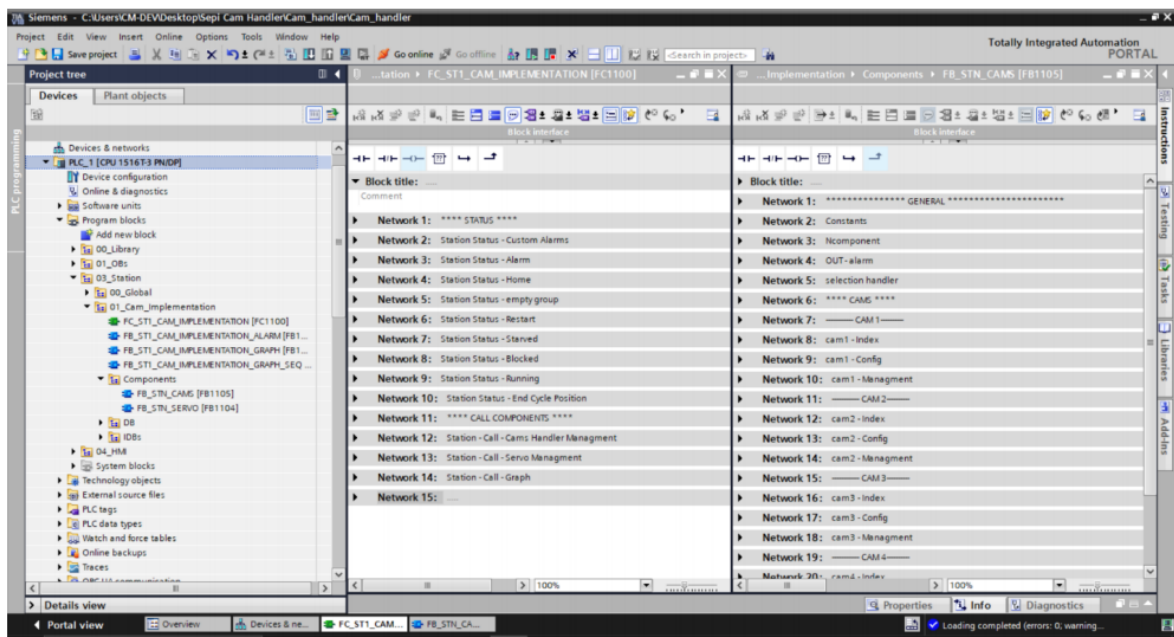 Siemens - C:\Users\CM-DEV\Desktop\Sepi Cam Handler\Cam_handler\Cam_handler
Project Edit View Insert Online Options Tools Window Help
Totally Integrated Automation
PORTAL
Save project
Go online
Go offline
<Search in project>
Project tree
...tation ▸ FC_ST1_CAM_IMPLEMENTATION [FC1100]
...Implementation ▸ Components ▸ FB_STN_CAMS [FB1105]
Devices
Plant objects
PLC programming
Block interface
Block interface
Devices & networks
PLC_1 [CPU 1516T-3 PN/DP]
Device configuration
Online & diagnostics
Software units
Program blocks
Add new block
00_Library
01_OBs
03_Station
00_Global
01_Cam_Implementation
FC_ST1_CAM_IMPLEMENTATION [FC1100]
FB_ST1_CAM_IMPLEMENTATION_ALARM [FB1...
FB_ST1_CAM_IMPLEMENTATION_GRAPH [FB1...
FB_ST1_CAM_IMPLEMENTATION_GRAPH_SEQ ...
Components
FB_STN_CAMS [FB1105]
FB_STN_SERVO [FB1104]
DB
IDBs
04_HMI
System blocks
Technology objects
External source files
PLC tags
PLC data types
Watch and force tables
Online backups
Traces
OPC UA communication
Details view
Block title: ...
Comment
Network 1: **** STATUS ****
Network 2: Station Status - Custom Alarms
Network 3: Station Status - Alarm
Network 4: Station Status - Home
Network 5: Station Status - empty group
Network 6: Station Status - Restart
Network 7: Station Status - Starved
Network 8: Station Status - Blocked
Network 9: Station Status - Running
Network 10: Station Status - End Cycle Position
Network 11: **** CALL COMPONENTS ****
Network 12: Station - Call - Cams Handler Managment
Network 13: Station - Call - Servo Managment
Network 14: Station - Call - Graph
Network 15: ...
100%
Block title: ...
Network 1: *************** GENERAL **********************
Network 2: Constants
Network 3: Ncomponent
Network 4: OUT - alarm
Network 5: selection handler
Network 6: **** CAMS ****
Network 7: ——— CAM 1———
Network 8: cam1 - Index
Network 9: cam1 - Config
Network 10: cam1 - Managment
Network 11: ——— CAM 2———
Network 12: cam2 - Index
Network 13: cam2 - Config
Network 14: cam2 - Managment
Network 15: ——— CAM 3———
Network 16: cam3 - Index
Network 17: cam3 - Config
Network 18: cam3 - Managment
Network 19: ——— CAM 4———
Network 20: cam4 - Index
100%
Instructions
Testing
Tasks
Libraries
Add-Ins
Properties
Info
Diagnostics
Portal view
Overview
Devices & ne...
FC_ST1_CAM...
FB_STN_CA...
Loading completed (errors: 0; warning...